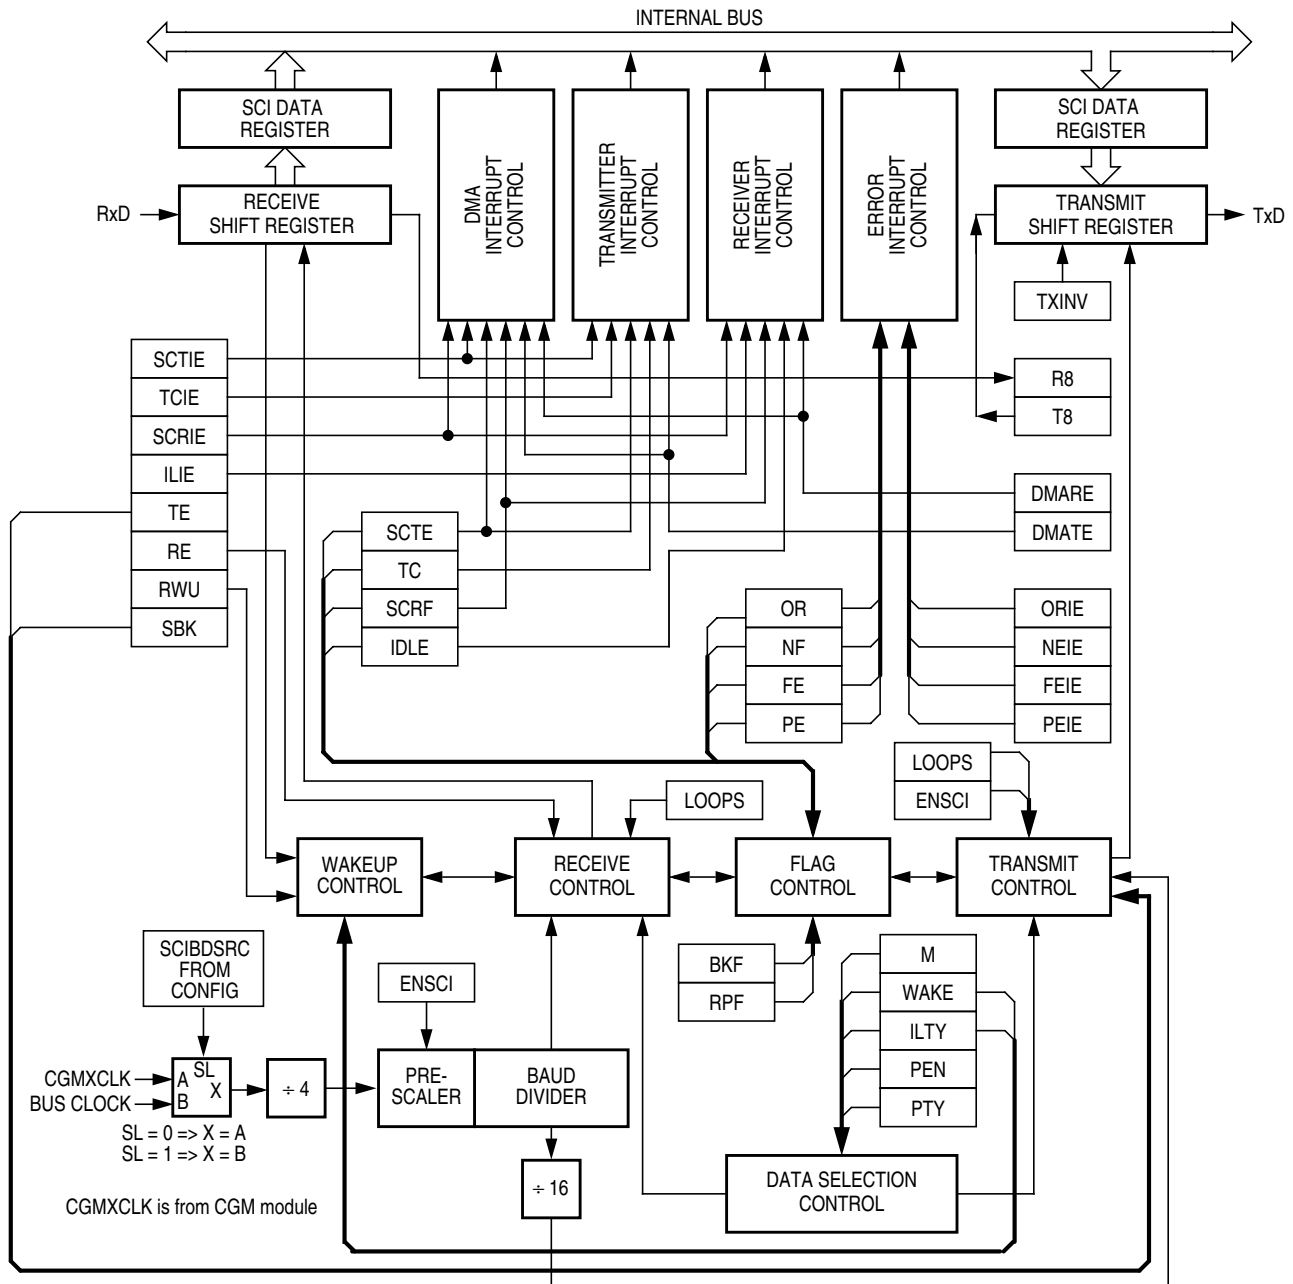 INTERNAL BUS
SCI DATA
REGISTER
RECEIVE
SHIFT REGISTER
RxD
DMA
INTERRUPT
CONTROL
TRANSMITTER
INTERRUPT
CONTROL
RECEIVER
INTERRUPT
CONTROL
ERROR
INTERRUPT
CONTROL
SCI DATA
REGISTER
TRANSMIT
SHIFT REGISTER
TxD
TXINV
SCTIE
TCIE
SCRIE
ILIE
TE
RE
RWU
SBK
R8
T8
DMARE
DMATE
SCTE
TC
SCRF
IDLE
OR
NF
FE
PE
ORIE
NEIE
FEIE
PEIE
LOOPS
LOOPS
ENSCI
WAKEUP
CONTROL
RECEIVE
CONTROL
FLAG
CONTROL
TRANSMIT
CONTROL
SCIBDSRC
FROM
CONFIG
ENSCI
BKF
RPF
M
WAKE
ILTY
PEN
PTY
CGMXCLK
BUS CLOCK
SL
A
X
B
÷ 4
PRE-
SCALER
BAUD
DIVIDER
SL = 0 => X = A
SL = 1 => X = B
÷ 16
DATA SELECTION
CONTROL
CGMXCLK is from CGM module